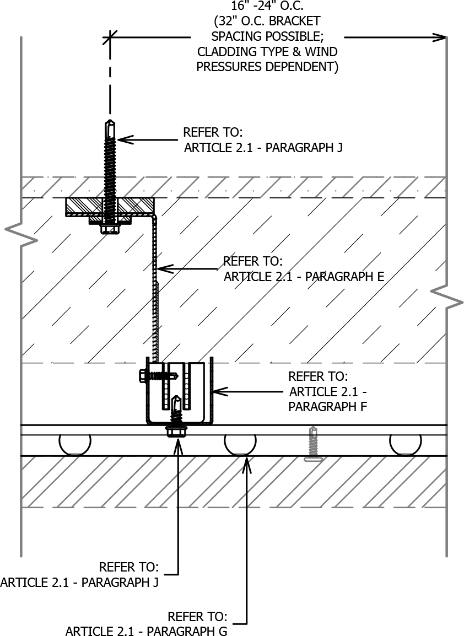 16" -24" O.C.
(32" O.C. BRACKET
SPACING POSSIBLE;
CLADDING TYPE & WIND
PRESSURES DEPENDENT)
REFER TO:
ARTICLE 2.1 - PARAGRAPH J
REFER TO:
ARTICLE 2.1 - PARAGRAPH E
REFER TO:
ARTICLE 2.1 -
PARAGRAPH F
REFER TO:
ARTICLE 2.1 - PARAGRAPH J
REFER TO:
ARTICLE 2.1 - PARAGRAPH G